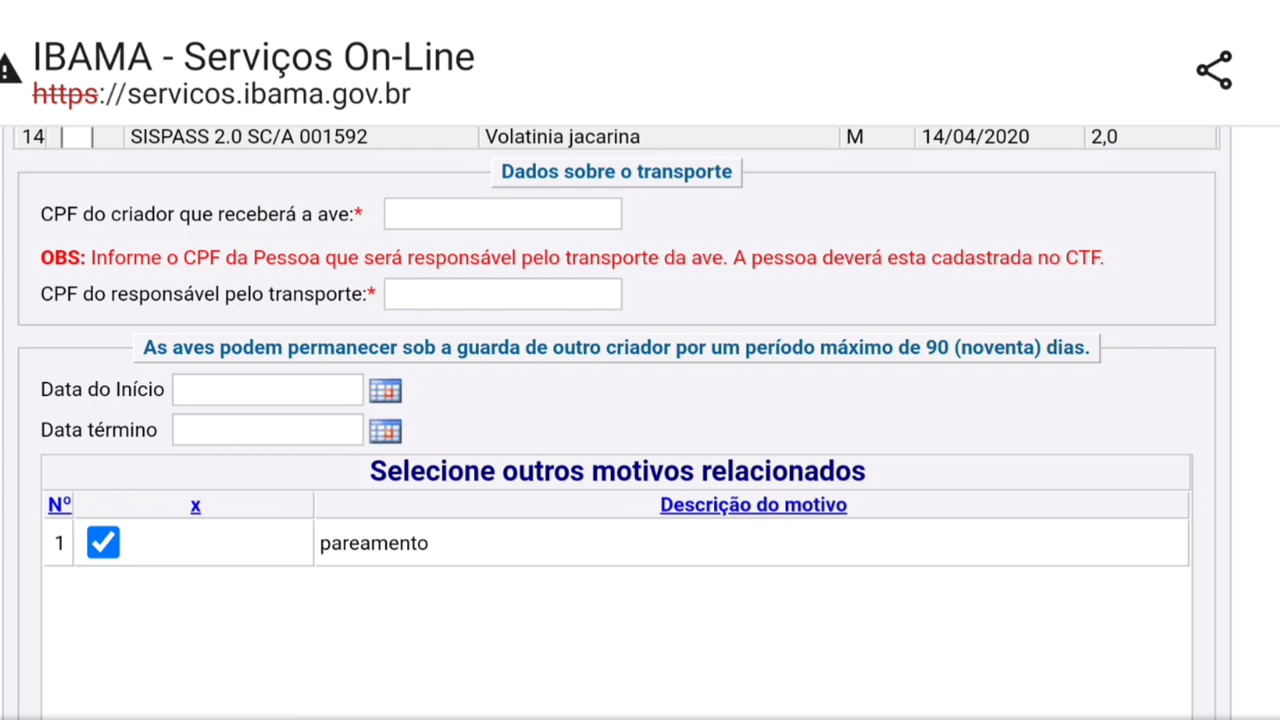 IBAMA - Serviços On-Line
https://servicos.ibama.gov.br
14 SISPASS 2.0 SC/A 001592 Volatinia jacarina M 14/04/2020 2,0
Dados sobre o transporte
CPF do criador que receberá a ave:*
OBS: Informe o CPF da Pessoa que será responsável pelo transporte da ave. A pessoa deverá esta cadastrada no CTF.
CPF do responsável pelo transporte:*
As aves podem permanecer sob a guarda de outro criador por um período máximo de 90 (noventa) dias.
Data do Início
Data término
Selecione outros motivos relacionados
Nº x Descrição do motivo
1 pareamento